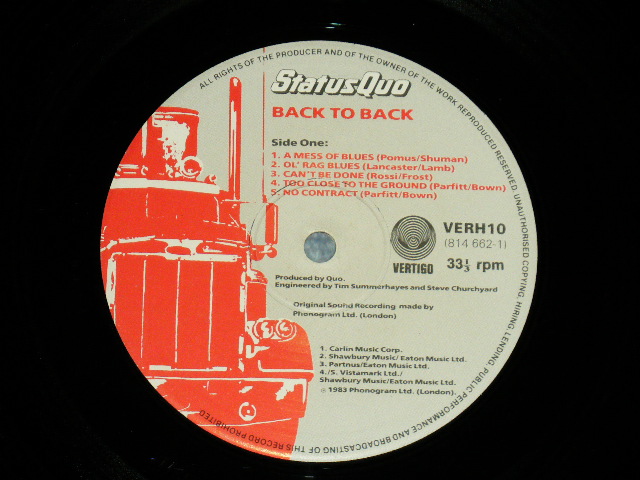 ALL RIGHTS OF THE PRODUCER AND OF THE OWNER OF THE WORK REPRODUCED RESERVED. UNAUTHORISED COPYING, HIRING, LENDING, PUBLIC PERFORMANCE AND BROADCASTING OF THIS RECORD PROHIBITED
Status Quo
BACK TO BACK
Side One:
1. A MESS OF BLUES (Pomus/Shuman)
2. OL' RAG BLUES (Lancaster/Lamb)
3. CAN'T BE DONE (Rossi/Frost)
4. TOO CLOSE TO THE GROUND (Parfitt/Bown)
5. NO CONTRACT (Parfitt/Bown)
VERH10
(814 662-1)
VERTIGO
33⅓ rpm
Produced by Quo.
Engineered by Tim Summerhayes and Steve Churchyard
Original Sound Recording made by
Phonogram Ltd. (London)
1. Carlin Music Corp.
2. Shawbury Music/Eaton Music Ltd.
3. Partnus/Eaton Music Ltd.
4./5. Vistamark Ltd./
Shawbury Music/Eaton Music Ltd.
℗ 1983 Phonogram Ltd. (London).